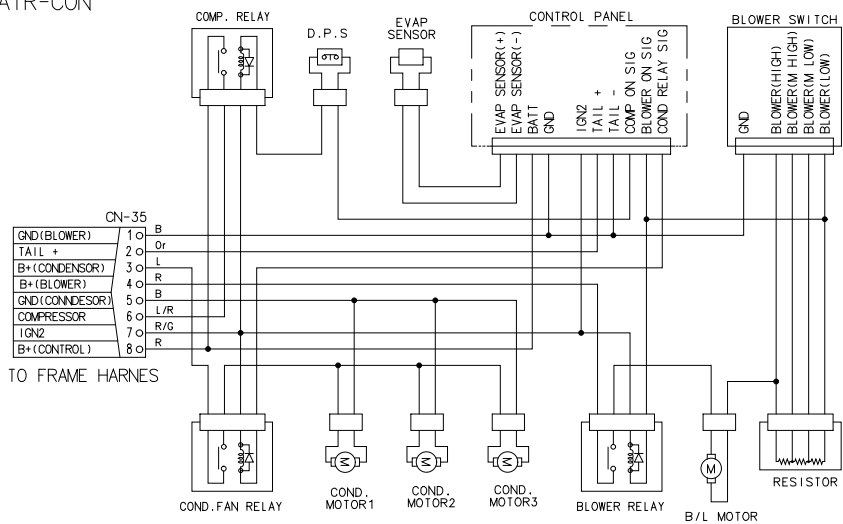 AIR-CON
COMP. RELAY
D.P.S
EVAP
SENSOR
CONTROL PANEL
EVAP SENSOR(+)
EVAP SENSOR(-)
BATT
GND
IGN2
TAIL +
TAIL -
COMP ON SIG
BLOWER ON SIG
COND RELAY SIG
BLOWER SWITCH
GND
BLOWER(HIGH)
BLOWER(M HIGH)
BLOWER(M LOW)
BLOWER(LOW)
CN-35
GND(BLOWER) 1 B
TAIL + 2 Or
B+(CONDENSOR) 3 L
B+(BLOWER) 4 R
GND(CONNDESOR) 5 B
COMPRESSOR 6 L/R
IGN2 7 R/G
B+(CONTROL) 8 R
TO FRAME HARNES
COND.FAN RELAY
M
COND.
MOTOR1
M
COND.
MOTOR2
M
COND.
MOTOR3
BLOWER RELAY
M
B/L MOTOR
RESISTOR